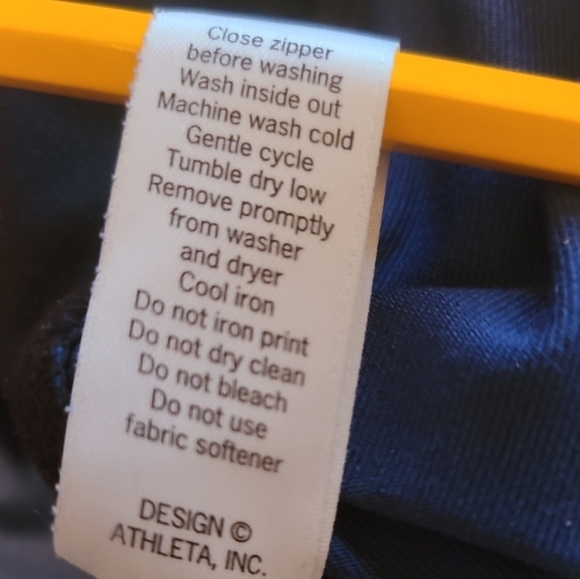 Close zipper
before washing
Wash inside out
Machine wash cold
Gentle cycle
Tumble dry low
Remove promptly
from washer
and dryer
Cool iron
Do not iron print
Do not dry clean
Do not bleach
Do not use
fabric softener
DESIGN ©
ATHLETA, INC.